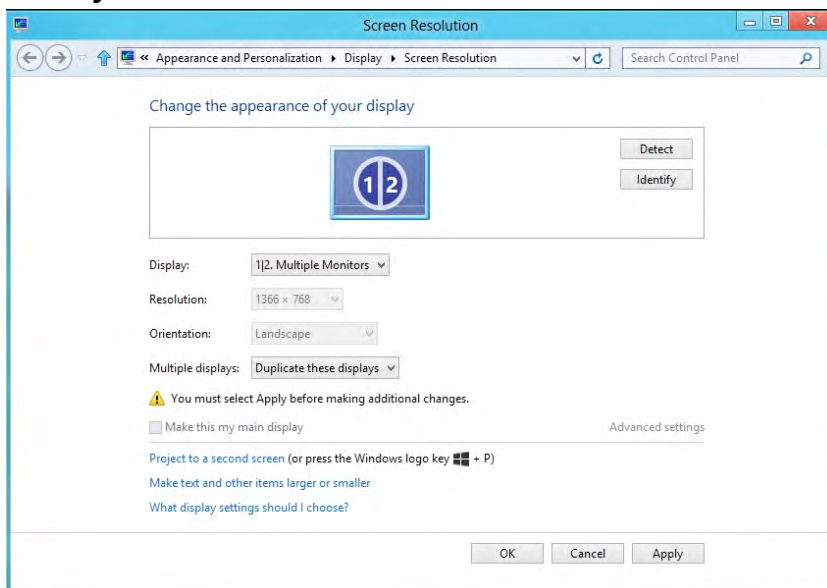 Screen Resolution
« Appearance and Personalization ▸ Display ▸ Screen Resolution
Search Control Panel
Change the appearance of your display
1|2
Detect
Identify
Display: 1|2. Multiple Monitors
Resolution: 1366 × 768
Orientation: Landscape
Multiple displays: Duplicate these displays
You must select Apply before making additional changes.
Make this my main display
Advanced settings
Project to a second screen (or press the Windows logo key + P)
Make text and other items larger or smaller
What display settings should I choose?
OK Cancel Apply